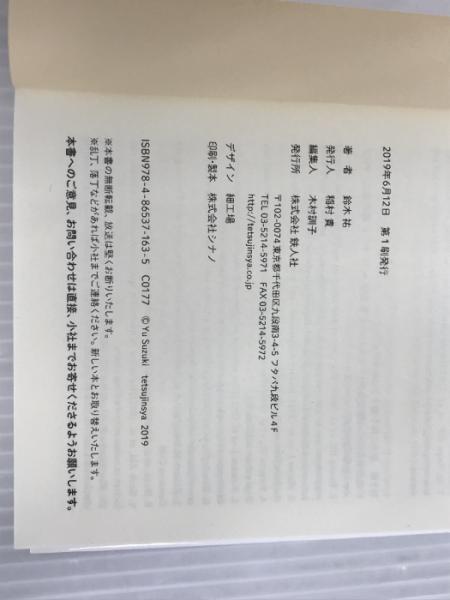 2019年6月12日　第1刷発行
著　者　鈴木 祐
発行人　稲村 貴
編集人　木村訓子
発行所　株式会社 鉄人社
〒102-0074 東京都千代田区九段南3-4-5 フタバ九段ビル4F
TEL 03-5214-5971　FAX 03-5214-5972
http://tetsujinsya.co.jp
デザイン　細工場
印刷・製本　株式会社シナノ
ISBN978-4-86537-163-5　C0177　©Yu Suzuki　tetsujinsya　2019
※本書の無断転載、放送は堅くお断りいたします。
※乱丁、落丁などがあれば小社までご連絡ください。新しい本とお取り替えいたします。
本書へのご意見、お問い合わせは直接、小社までお寄せくださるようお願いします。